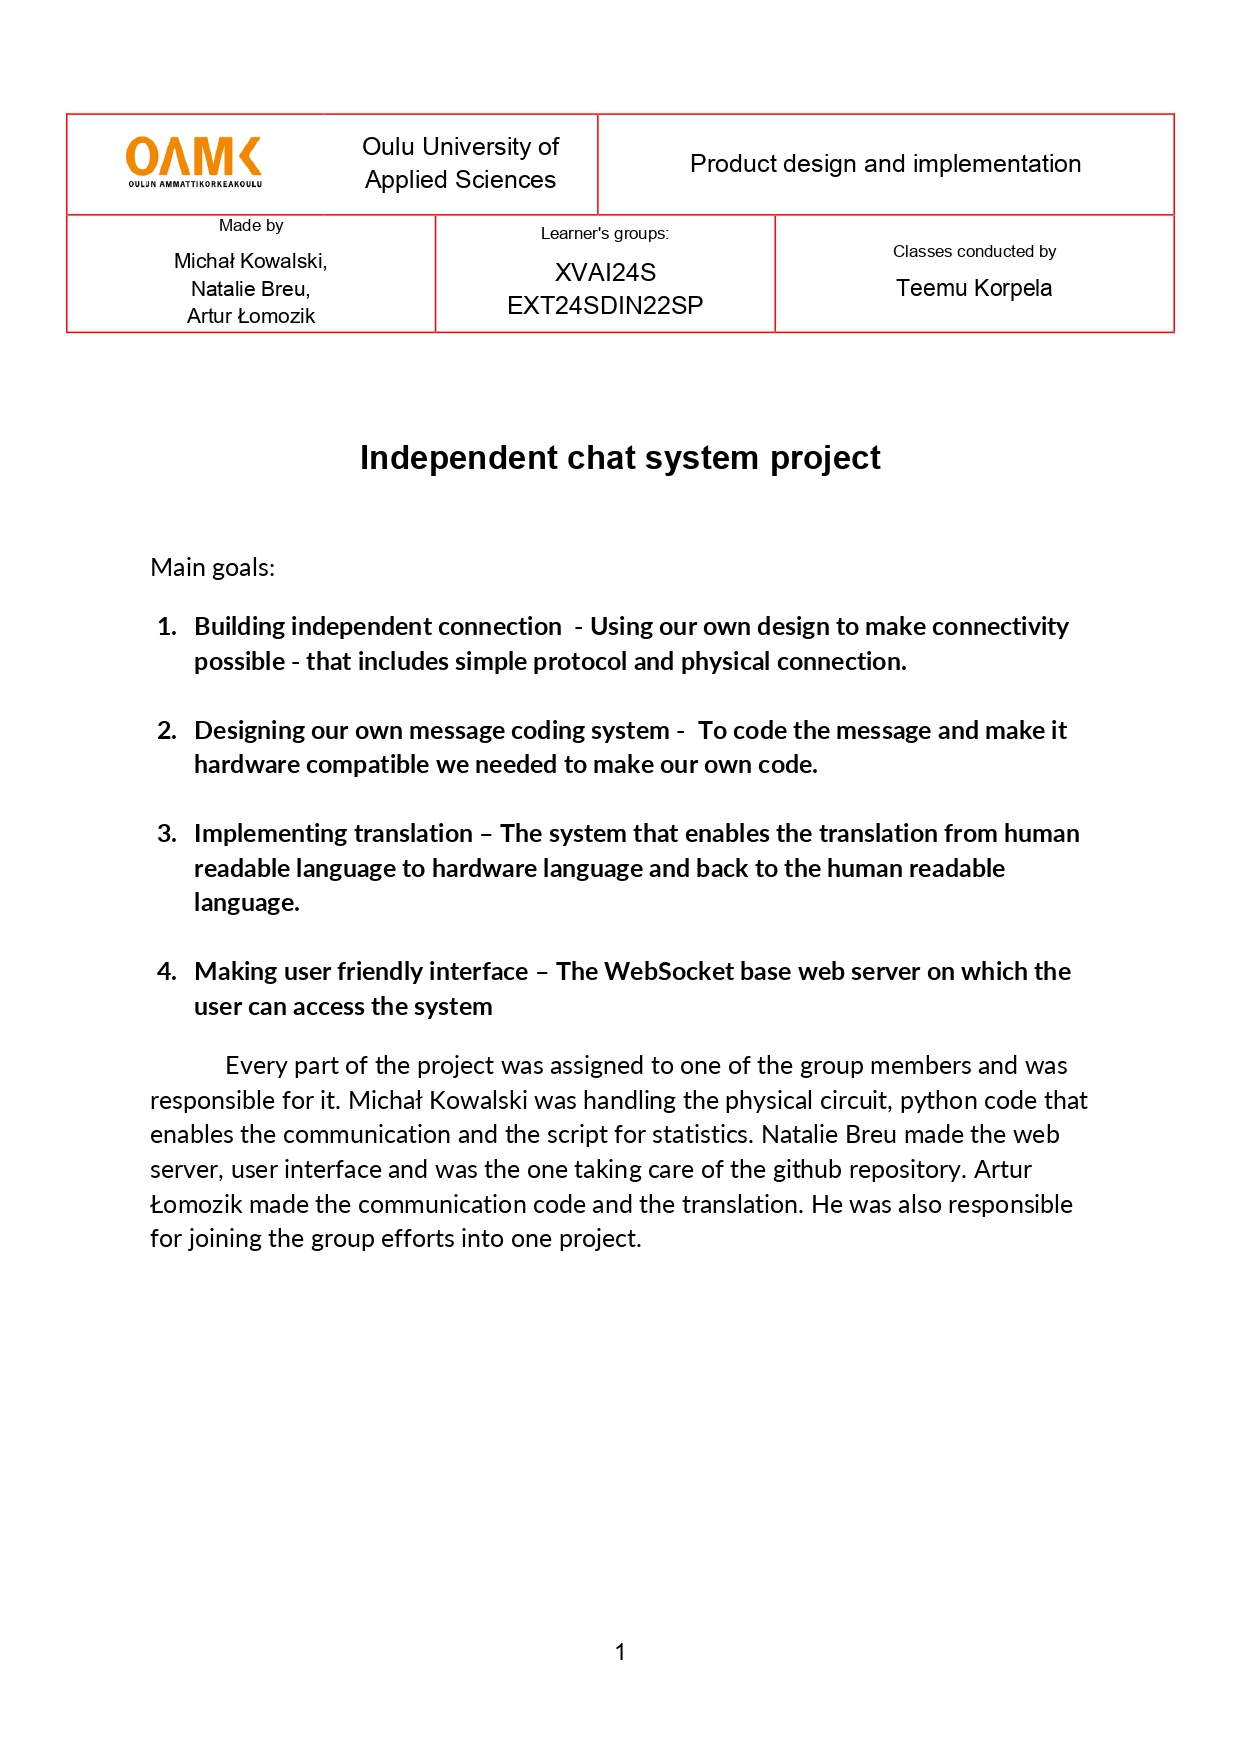 OAMK
OULUN AMMATTIKORKEAKOULU
Oulu University of
Applied Sciences
Product design and implementation
Made by
Michał Kowalski,
Natalie Breu,
Artur Łomozik
Learner's groups:
XVAI24S
EXT24SDIN22SP
Classes conducted by
Teemu Korpela
Independent chat system project
Main goals:
1. Building independent connection - Using our own design to make connectivity
possible - that includes simple protocol and physical connection.
2. Designing our own message coding system - To code the message and make it
hardware compatible we needed to make our own code.
3. Implementing translation – The system that enables the translation from human
readable language to hardware language and back to the human readable
language.
4. Making user friendly interface – The WebSocket base web server on which the
user can access the system
Every part of the project was assigned to one of the group members and was
responsible for it. Michał Kowalski was handling the physical circuit, python code that
enables the communication and the script for statistics. Natalie Breu made the web
server, user interface and was the one taking care of the github repository. Artur
Łomozik made the communication code and the translation. He was also responsible
for joining the group efforts into one project.
1